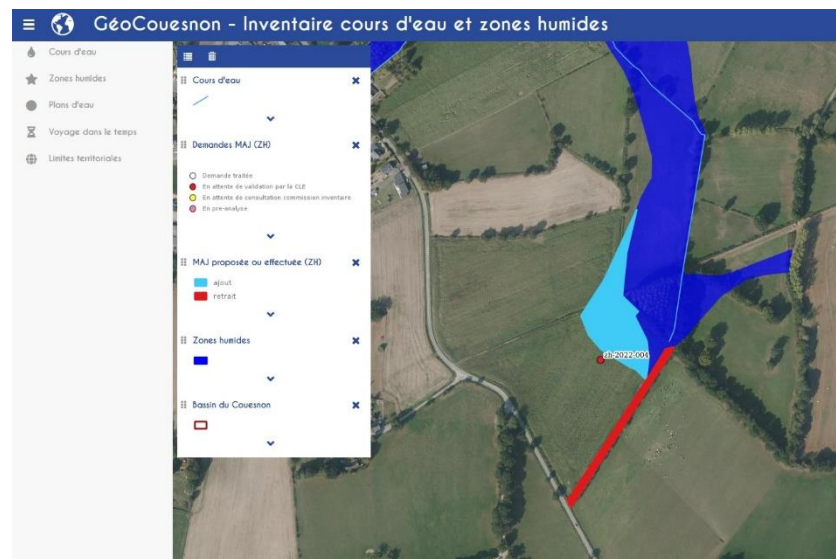 GéoCouesnon - Inventaire cours d'eau et zones humides
Cours d'eau
Zones humides
Plans d'eau
Voyage dans le temps
Limites territoriales
Cours d'eau
Demandes MAJ (ZH)
Demande traitée
En attente de validation par la CLE
En attente de consultation commission inventaire
En pre-analyse
MAJ proposée ou effectuée (ZH)
ajout
retrait
Zones humides
Bassin du Couesnon
zh-2022-004